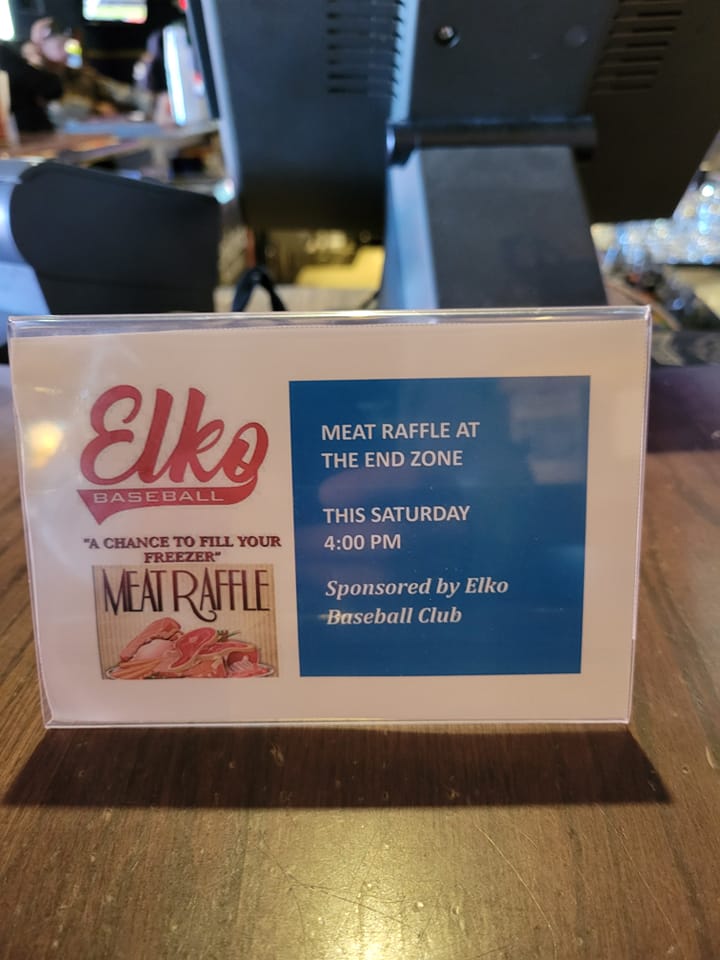 Elko
BASEBALL
"A CHANCE TO FILL YOUR
FREEZER"
MEAT RAFFLE
MEAT RAFFLE AT
THE END ZONE
THIS SATURDAY
4:00 PM
Sponsored by Elko
Baseball Club